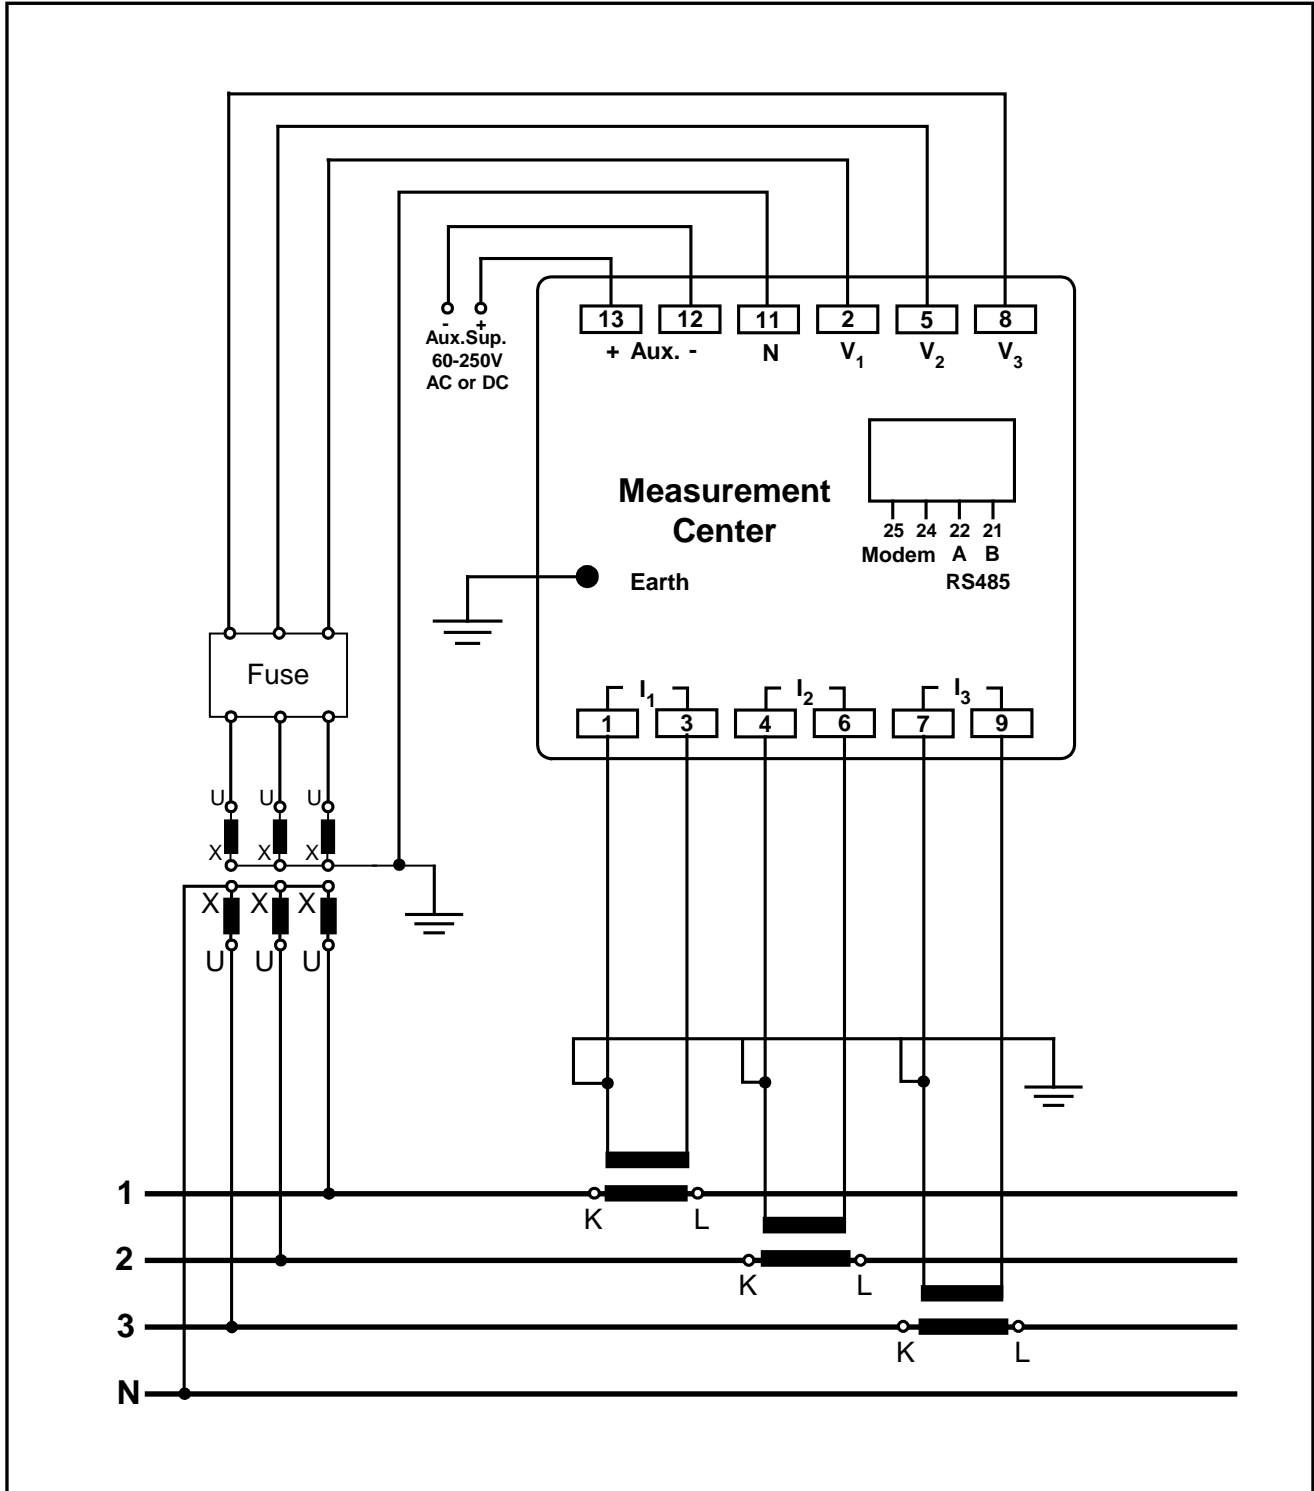 13 12 11 2 5 8
+ Aux. - N V1 V2 V3
- +
Aux.Sup.
60-250V
AC or DC
Measurement
Center
25 24 22 21
Modem A B
RS485
Earth
Fuse
I1 I2 I3
1 3 4 6 7 9
U U U
X X X
X X X
U U U
1
K L
2
K L
3
K L
N